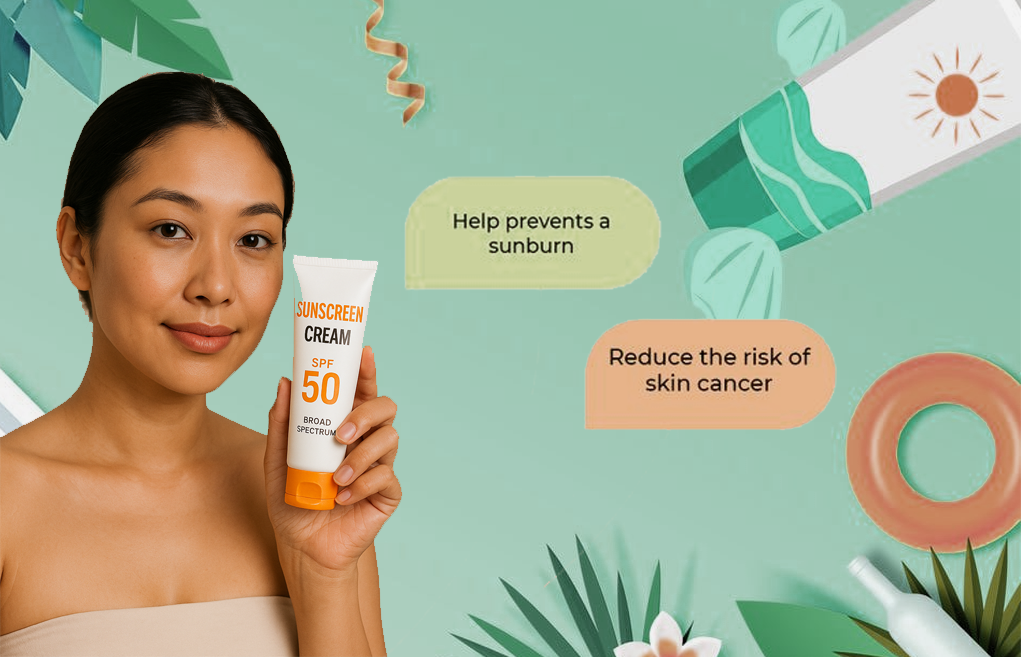 Help prevents a
sunburn
Reduce the risk of
skin cancer
SUNSCREEN
CREAM
SPF
50
BROAD
SPECTRUM